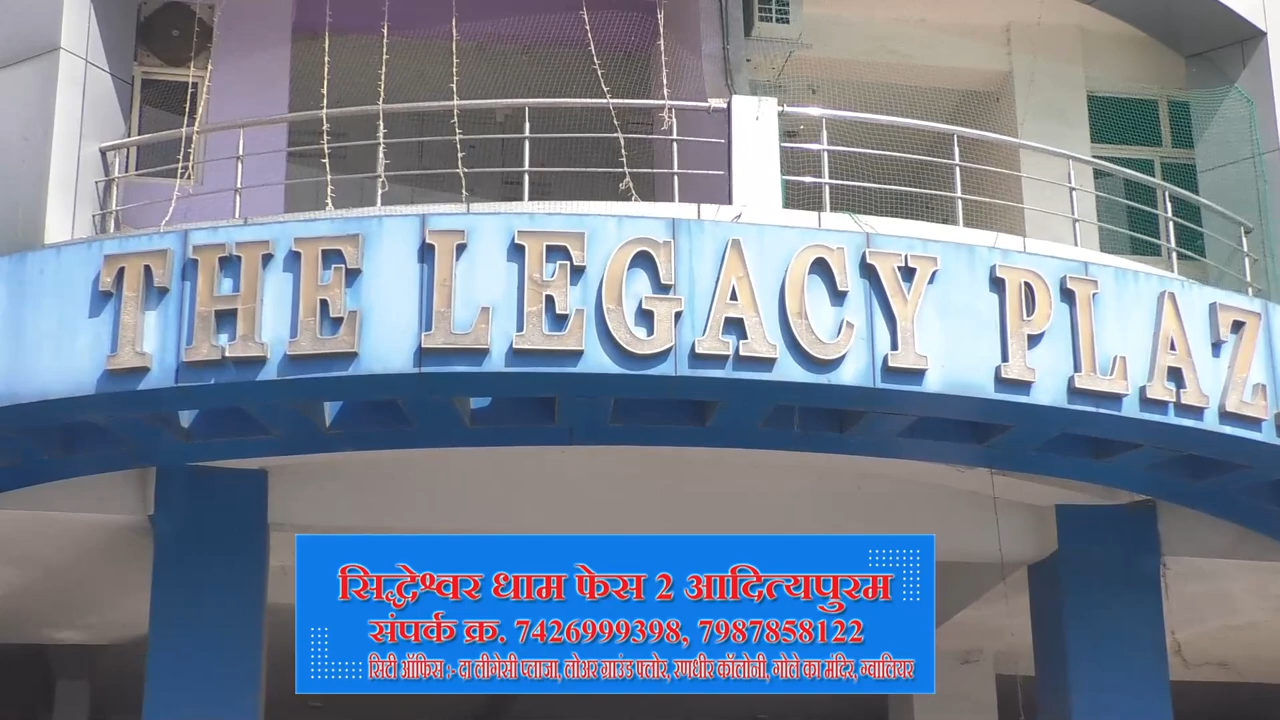 THE LEGACY PLAZ
सिद्धेश्वर धाम फेस 2 आदित्यपुरम
संपर्क क्र. 7426999398, 7987858122
सिटी ऑफिस :- दा लीगेसी प्लाजा, लोअर ग्राउंड फ्लोर, रणधीर कॉलोजी, गोले का मंदिर, ग्वालियर